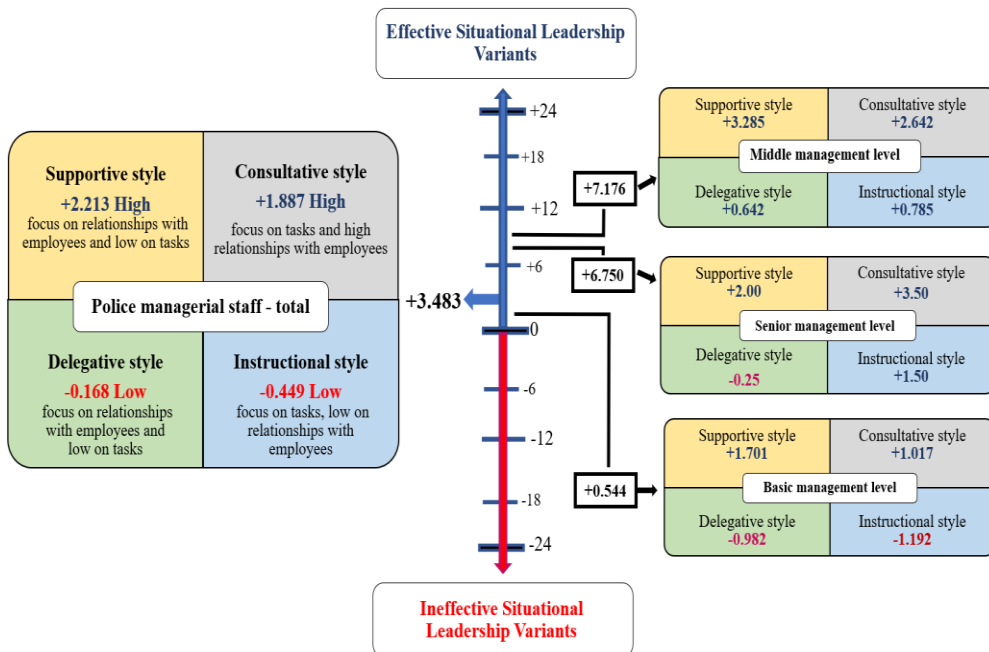 Effective Situational Leadership
Variants
+24
+18
+12
+6
0
-6
-12
-18
-24
Ineffective Situational
Leadership Variants
Supportive style
+2.213 High
focus on relationships with
employees and low on tasks
Consultative style
+1.887 High
focus on tasks and high
relationships with employees
Police managerial staff - total
Delegative style
-0.168 Low
focus on relationships
with employees and
low on tasks
Instructional style
-0.449 Low
focus on tasks, low on
relationships with
employees
+3.483
+7.176
+6.750
+0.544
Supportive style
+3.285
Consultative style
+2.642
Middle management level
Delegative style
+0.642
Instructional style
+0.785
Supportive style
+2.00
Consultative style
+3.50
Senior management level
Delegative style
-0.25
Instructional style
+1.50
Supportive style
+1.701
Consultative style
+1.017
Basic management level
Delegative style
-0.982
Instructional style
-1.192